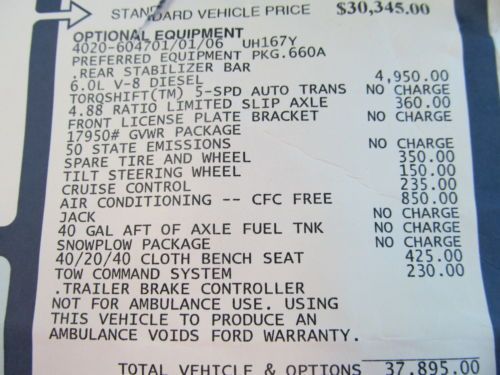 STANDARD VEHICLE PRICE $30,345.00
OPTIONAL EQUIPMENT
4020-604701/01/06 UH167Y
PREFERRED EQUIPMENT PKG.660A
.REAR STABILIZER BAR
6.0L V-8 DIESEL 4,950.00
TORQSHIFT(TM) 5-SPD AUTO TRANS NO CHARGE
4.88 RATIO LIMITED SLIP AXLE 360.00
FRONT LICENSE PLATE BRACKET NO CHARGE
17950# GVWR PACKAGE
50 STATE EMISSIONS NO CHARGE
SPARE TIRE AND WHEEL 350.00
TILT STEERING WHEEL 150.00
CRUISE CONTROL 235.00
AIR CONDITIONING -- CFC FREE 850.00
JACK NO CHARGE
40 GAL AFT OF AXLE FUEL TNK NO CHARGE
SNOWPLOW PACKAGE NO CHARGE
40/20/40 CLOTH BENCH SEAT 425.00
TOW COMMAND SYSTEM 230.00
.TRAILER BRAKE CONTROLLER
NOT FOR AMBULANCE USE. USING
THIS VEHICLE TO PRODUCE AN
AMBULANCE VOIDS FORD WARRANTY.
TOTAL VEHICLE & OPTIONS 37,895.00